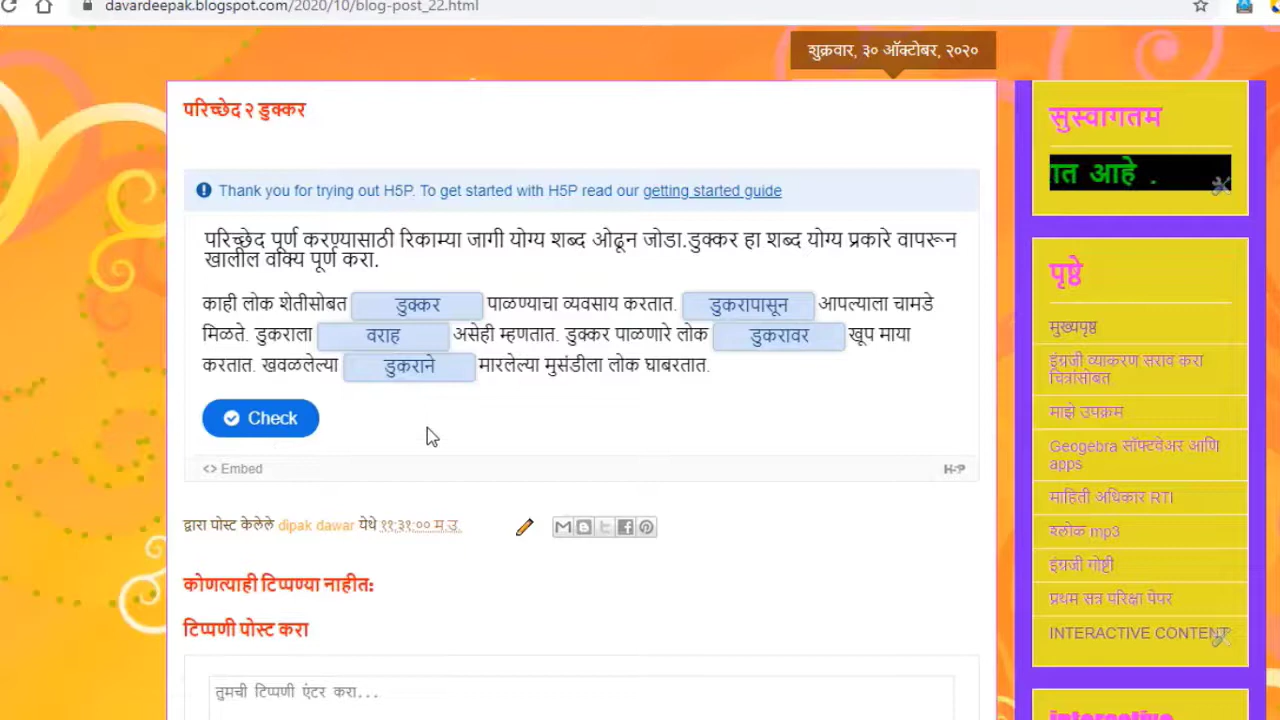 davardeepak.blogspot.com/2020/10/blog-post_22.html
शुक्रवार, ३० ऑक्टोबर, २०२०
परिच्छेद २ डुक्कर
Thank you for trying out H5P. To get started with H5P read our getting started guide
परिच्छेद पूर्ण करण्यासाठी रिकाम्या जागी योग्य शब्द ओढून जोडा.डुक्कर हा शब्द योग्य प्रकारे वापरून
खालील वाक्य पूर्ण करा.
काही लोक शेतीसोबत डुक्कर पाळण्याचा व्यवसाय करतात. डुकरापासून आपल्याला चामडे
मिळते. डुकराला वराह असेही म्हणतात. डुक्कर पाळणारे लोक डुकरावर खूप माया
करतात. खवळलेल्या डुकराने मारलेल्या मुसंडीला लोक घाबरतात.
Check
<> Embed
H-P
द्वारा पोस्ट केलेले dipak dawar येथे ११:३१:०० म.उ.
कोणत्याही टिप्पण्या नाहीत:
टिप्पणी पोस्ट करा
तुमची टिप्पणी एंटर करा...
सुस्वागतम
ात आहे .
पृष्ठे
मुख्यपृष्ठ
इंग्रजी व्याकरण सराव करा
चित्रांसोबत
माझे उपक्रम
Geogebra सॉफ्टवेअर आणि
apps
माहिती अधिकार RTI
श्लोक mp3
इंग्रजी गोष्टी
प्रथम सत्र परिक्षा पेपर
INTERACTIVE CONTENT
interactive